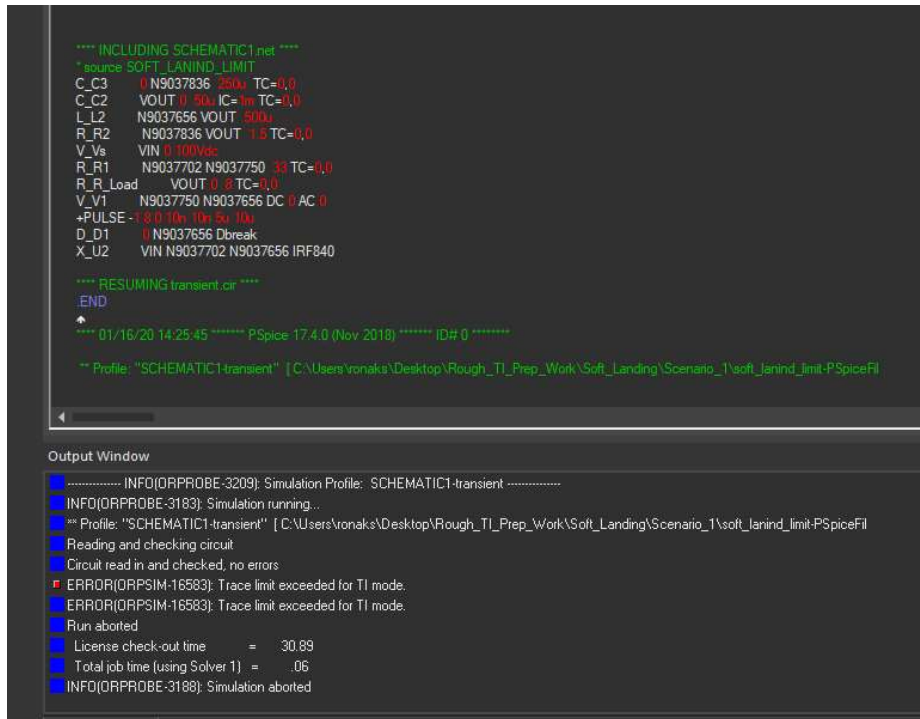 **** INCLUDING SCHEMATIC1.net ****
* source SOFT_LANIND_LIMIT
C_C3 0 N9037836 250u TC=0,0
C_C2 VOUT 0 50u IC=1m TC=0,0
L_L2 N9037656 VOUT 500u
R_R2 N9037836 VOUT 1.5 TC=0,0
V_Vs VIN 0 100Vdc
R_R1 N9037702 N9037750 33 TC=0,0
R_R_Load VOUT 0 8 TC=0,0
V_V1 N9037750 N9037656 DC 0 AC 0
+PULSE -1 8 0 10n 10n 5u 10u
D_D1 0 N9037656 Dbreak
X_U2 VIN N9037702 N9037656 IRF840
**** RESUMING transient.cir ****
.END
**** 01/16/20 14:25:45 ******* PSpice 17.4.0 (Nov 2018) ******* ID# 0 ********
** Profile: "SCHEMATIC1-transient" [ C:\Users\ronaks\Desktop\Rough_TI_Prep_Work\Soft_Landing\Scenario_1\soft_lanind_limit-PSpiceFil
Output Window
--------------- INFO(ORPROBE-3209): Simulation Profile: SCHEMATIC1-transient ---------------
INFO(ORPROBE-3183): Simulation running...
** Profile: "SCHEMATIC1-transient" [ C:\Users\ronaks\Desktop\Rough_TI_Prep_Work\Soft_Landing\Scenario_1\soft_lanind_limit-PSpiceFil
Reading and checking circuit
Circuit read in and checked, no errors
ERROR(ORPSIM-16583): Trace limit exceeded for TI mode.
ERROR(ORPSIM-16583): Trace limit exceeded for TI mode.
Run aborted
License check-out time = 30.89
Total job time (using Solver 1) = .06
INFO(ORPROBE-3188): Simulation aborted